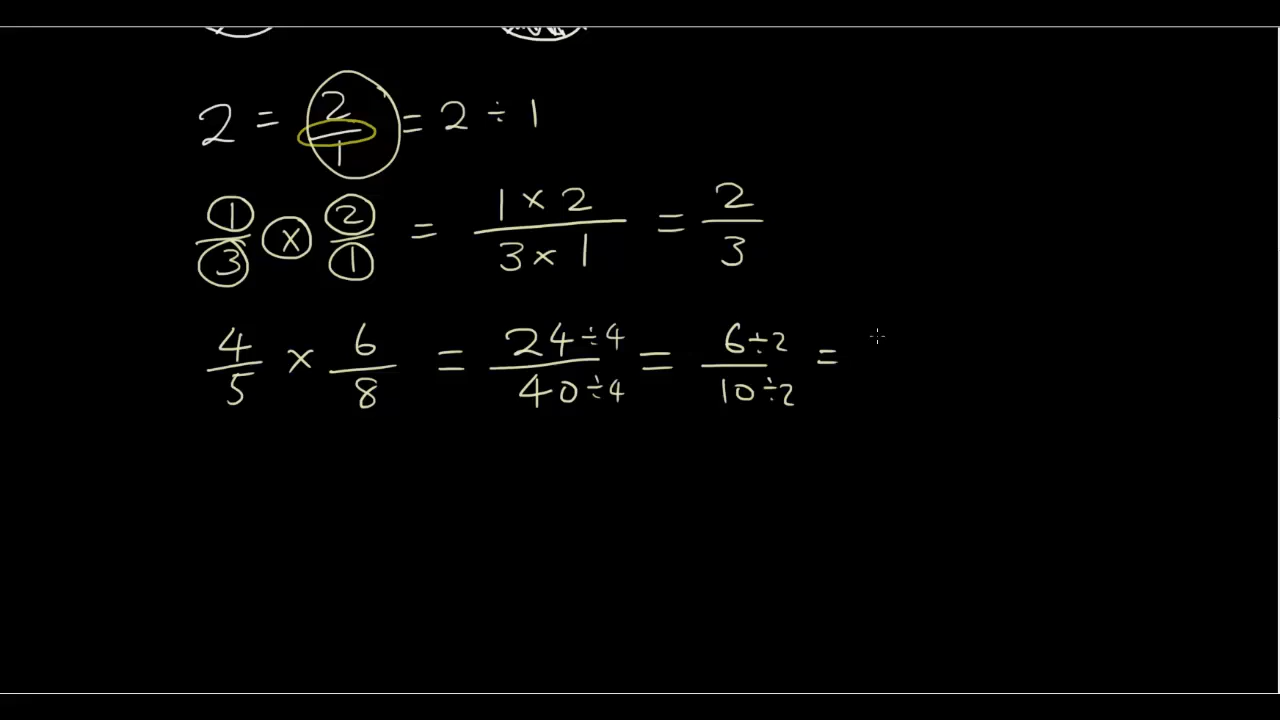 2 = 2/1 = 2 ÷ 1
1/3 × 2/1 = 1 × 2/3 × 1 = 2/3
4/5 × 6/8 = 24÷4/40÷4 = 6÷2/10÷2 =